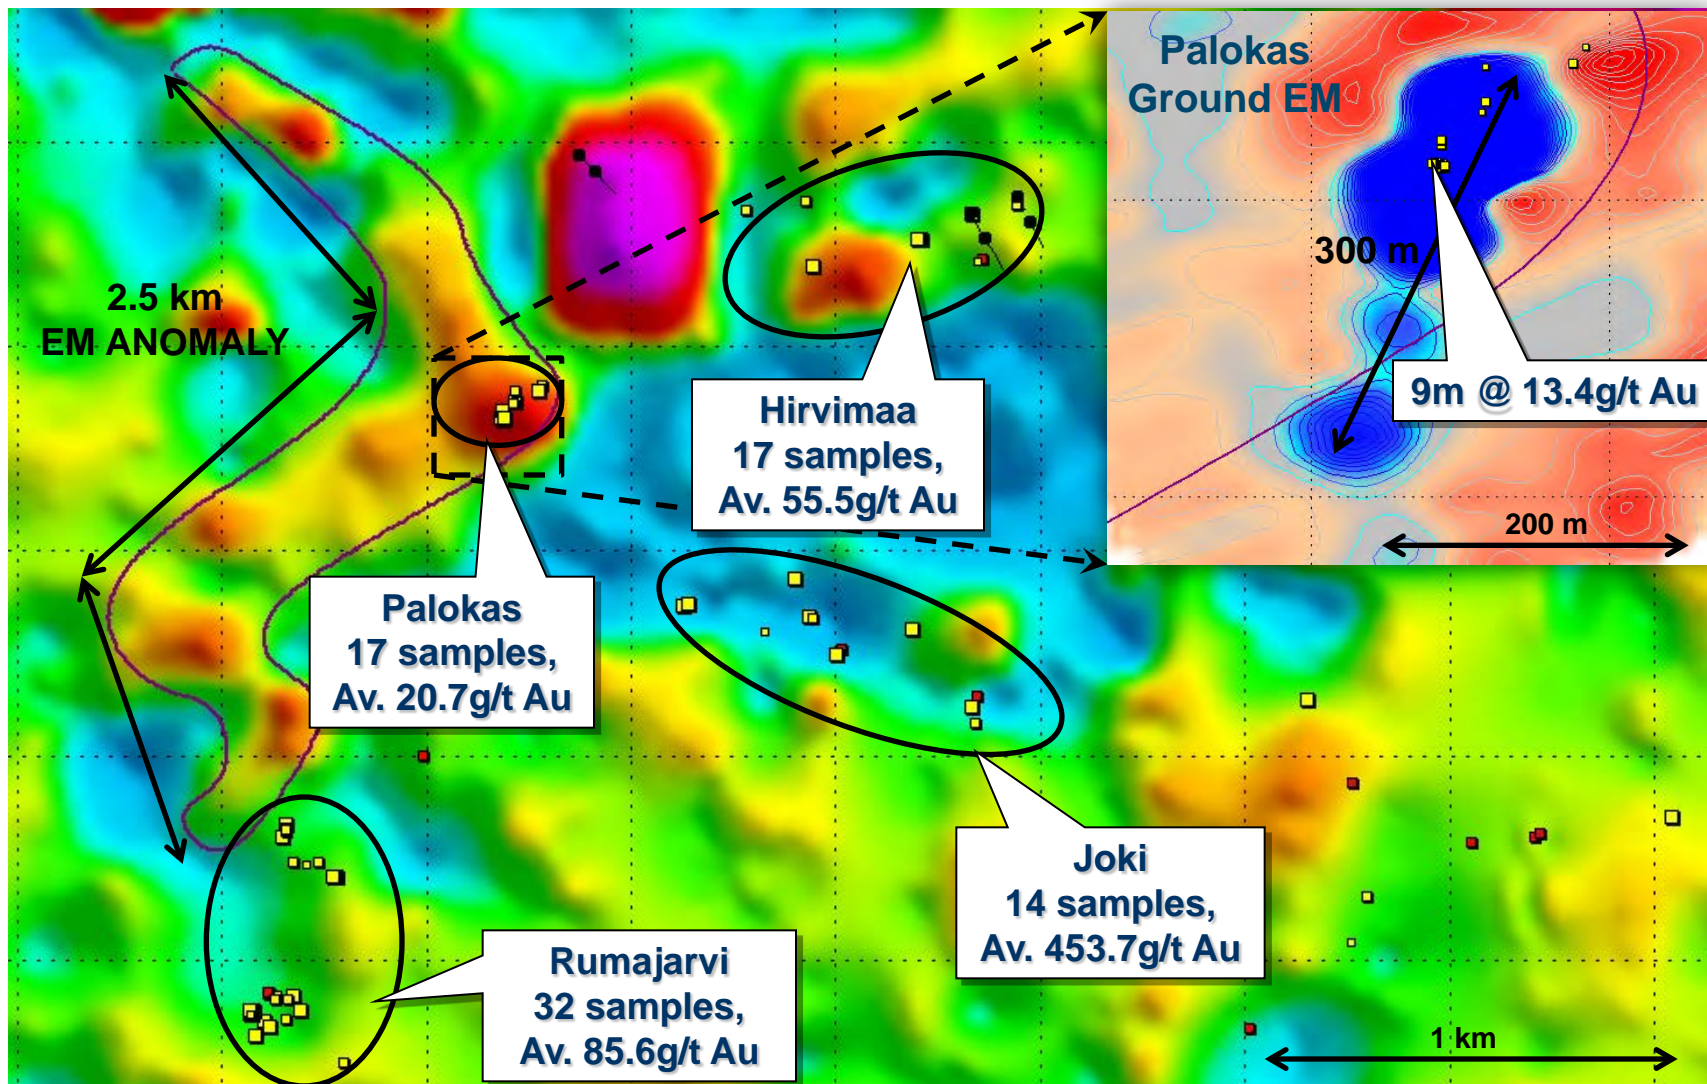 Palokas
Ground EM
300 m
9m @ 13.4g/t Au
200 m
2.5 km
EM ANOMALY
Hirvimaa
17 samples,
Av. 55.5g/t Au
Palokas
17 samples,
Av. 20.7g/t Au
Joki
14 samples,
Av. 453.7g/t Au
Rumajarvi
32 samples,
Av. 85.6g/t Au
1 km